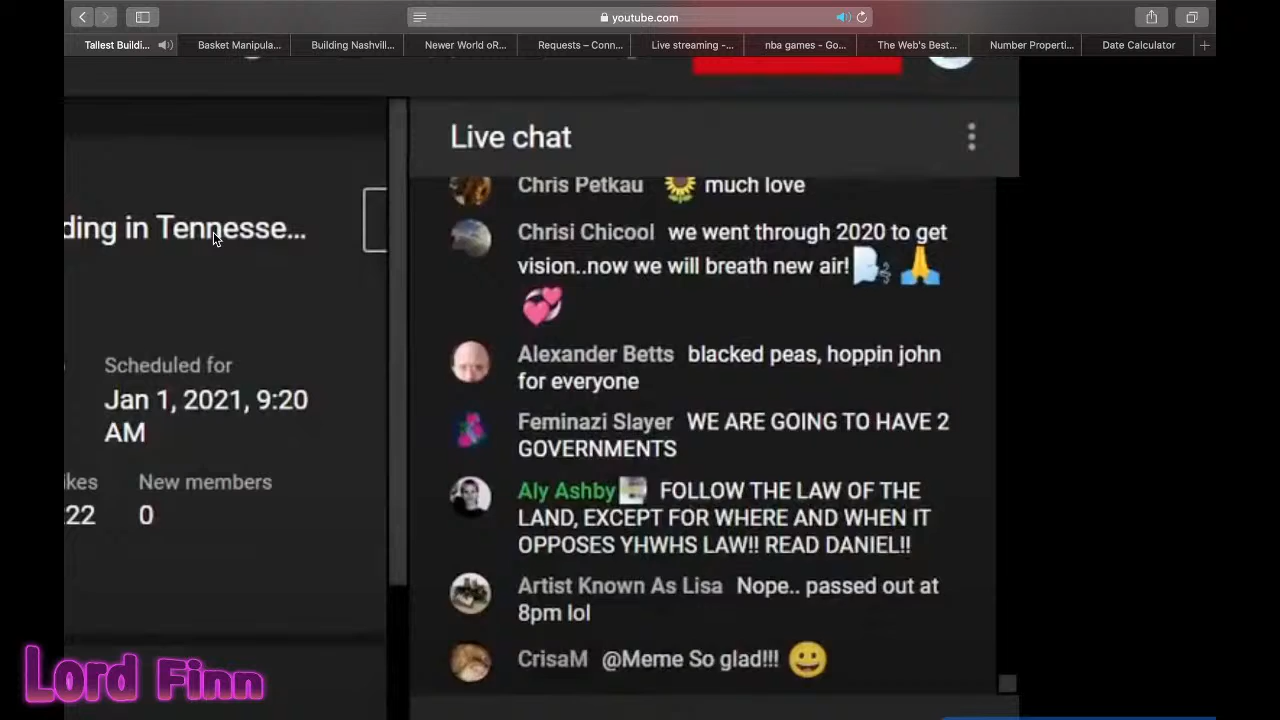 youtube.com
Tallest Buildi...
Basket Manipula...
Building Nashvill...
Newer World oR...
Requests – Conn...
Live streaming -...
nba games - Go...
The Web's Best...
Number Properti...
Date Calculator
Live chat
Chris Petkau 🌻 much love
Chrisi Chicool we went through 2020 to get
vision..now we will breath new air! 🌬️ 🙏
💞
Alexander Betts blacked peas, hoppin john
for everyone
Feminazi Slayer WE ARE GOING TO HAVE 2
GOVERNMENTS
Aly Ashby FOLLOW THE LAW OF THE
LAND, EXCEPT FOR WHERE AND WHEN IT
OPPOSES YHWHS LAW!! READ DANIEL!!
Artist Known As Lisa Nope.. passed out at
8pm lol
CrisaM @Meme So glad!!! 😀
ding in Tennesse...
Scheduled for
Jan 1, 2021, 9:20
AM
kes New members
22 0
Lord Finn